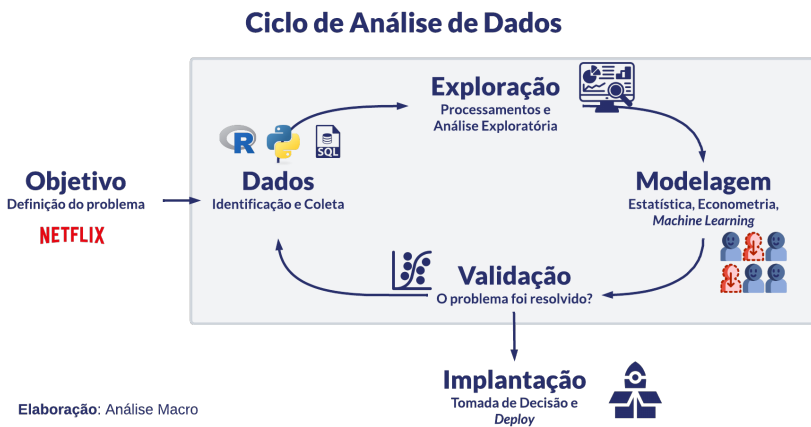 Ciclo de Análise de Dados
Exploração
Processamentos e
Análise Exploratória
R
SQL
Objetivo
Definição do problema
NETFLIX
Dados
Identificação e Coleta
Modelagem
Estatística, Econometria,
Machine Learning
Validação
O problema foi resolvido?
Implantação
Tomada de Decisão e
Deploy
Elaboração: Análise Macro